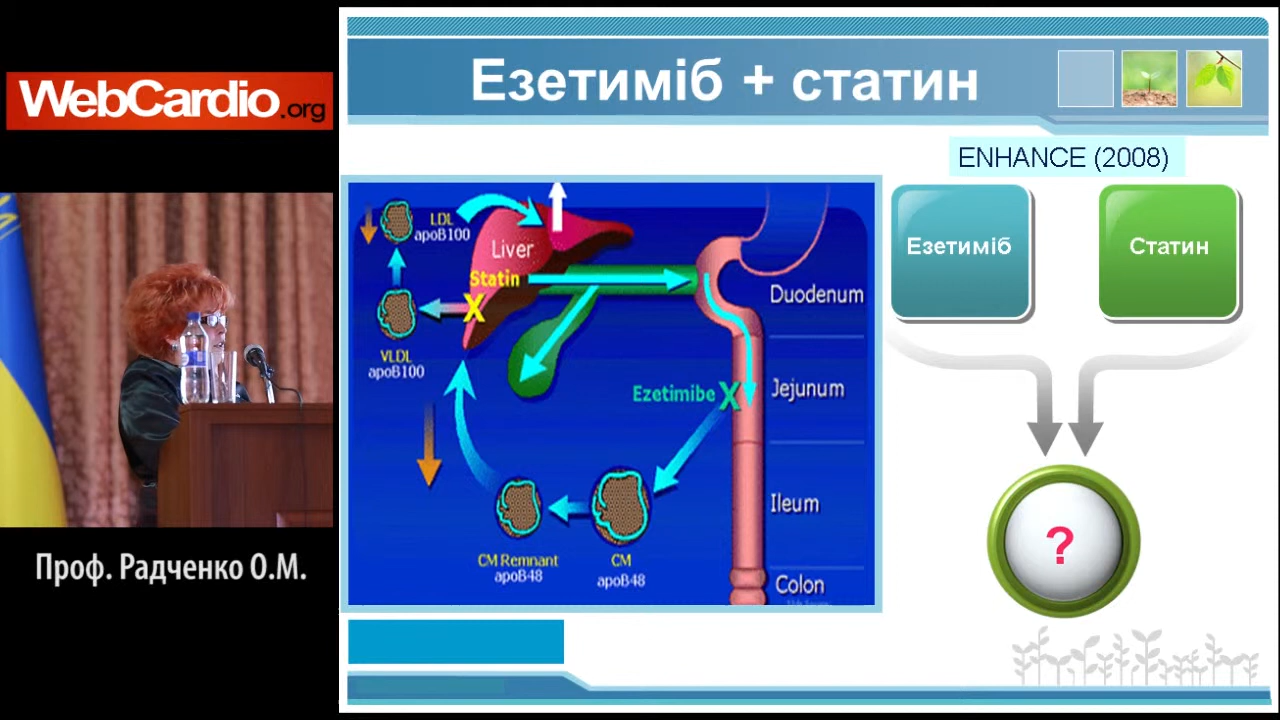 WebCardio.org
Проф. Радченко О.М.
Езетиміб + статин
ENHANCE (2008)
Езетиміб
Статин
?
LDL
apoB100
Liver
Statin
X
VLDL
apoB100
Duodenum
Ezetimibe X
Jejunum
Ileum
CM Remnant
apoB48
CM
apoB48
Colon